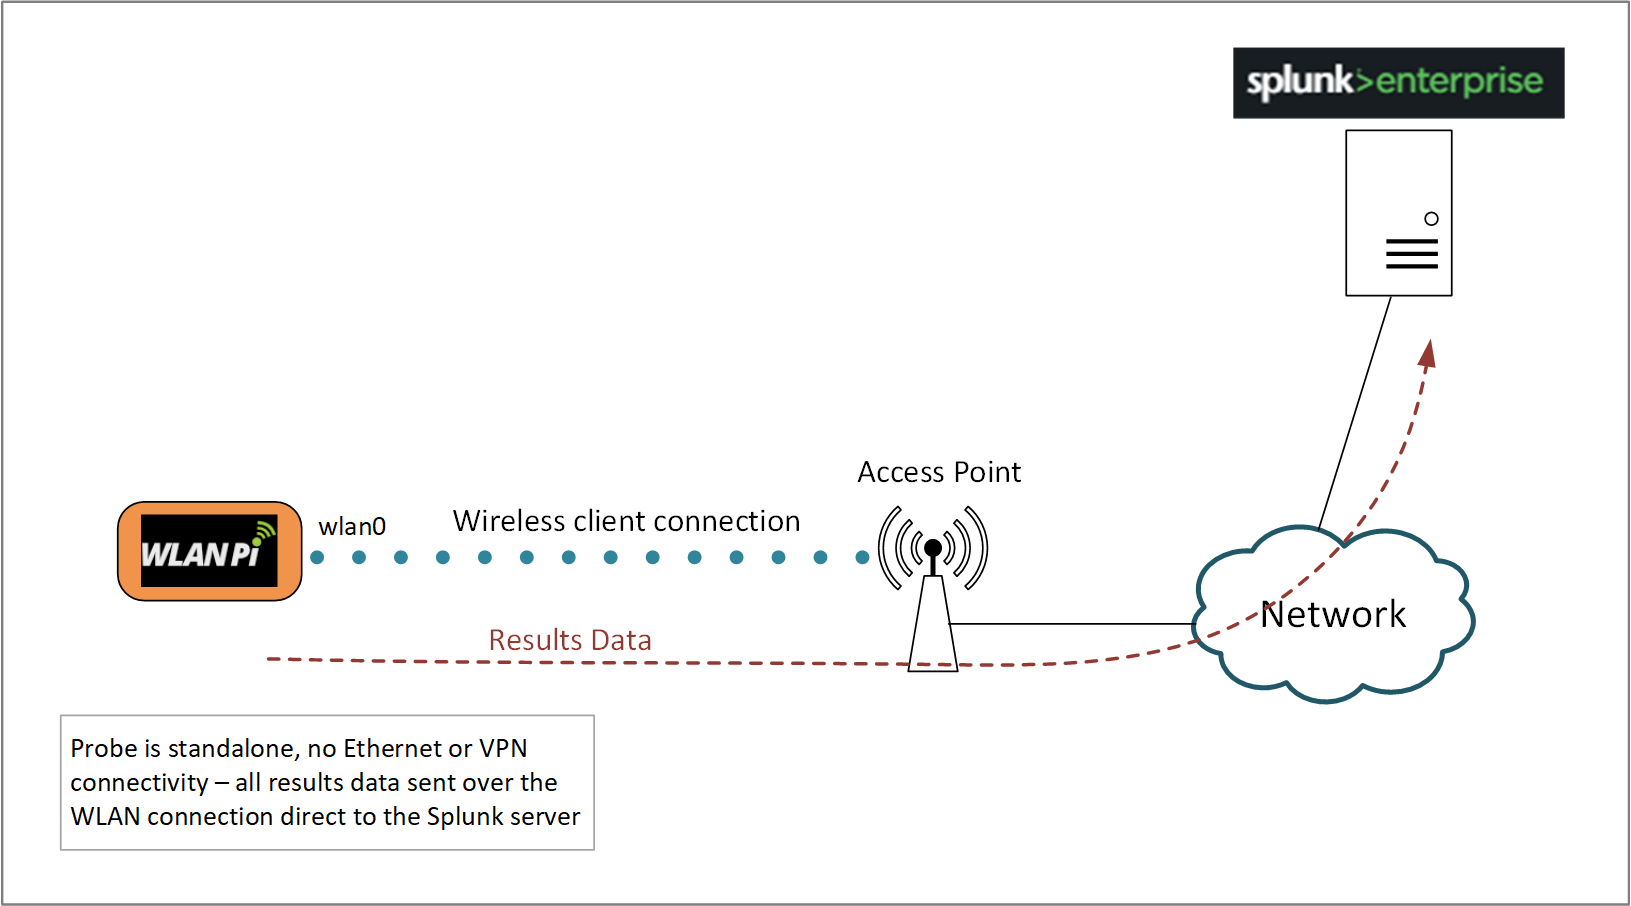 splunk>enterprise
Access Point
wlan0
Wireless client connection
WLAN Pi
Network
Results Data
Probe is standalone, no Ethernet or VPN
connectivity – all results data sent over the
WLAN connection direct to the Splunk server